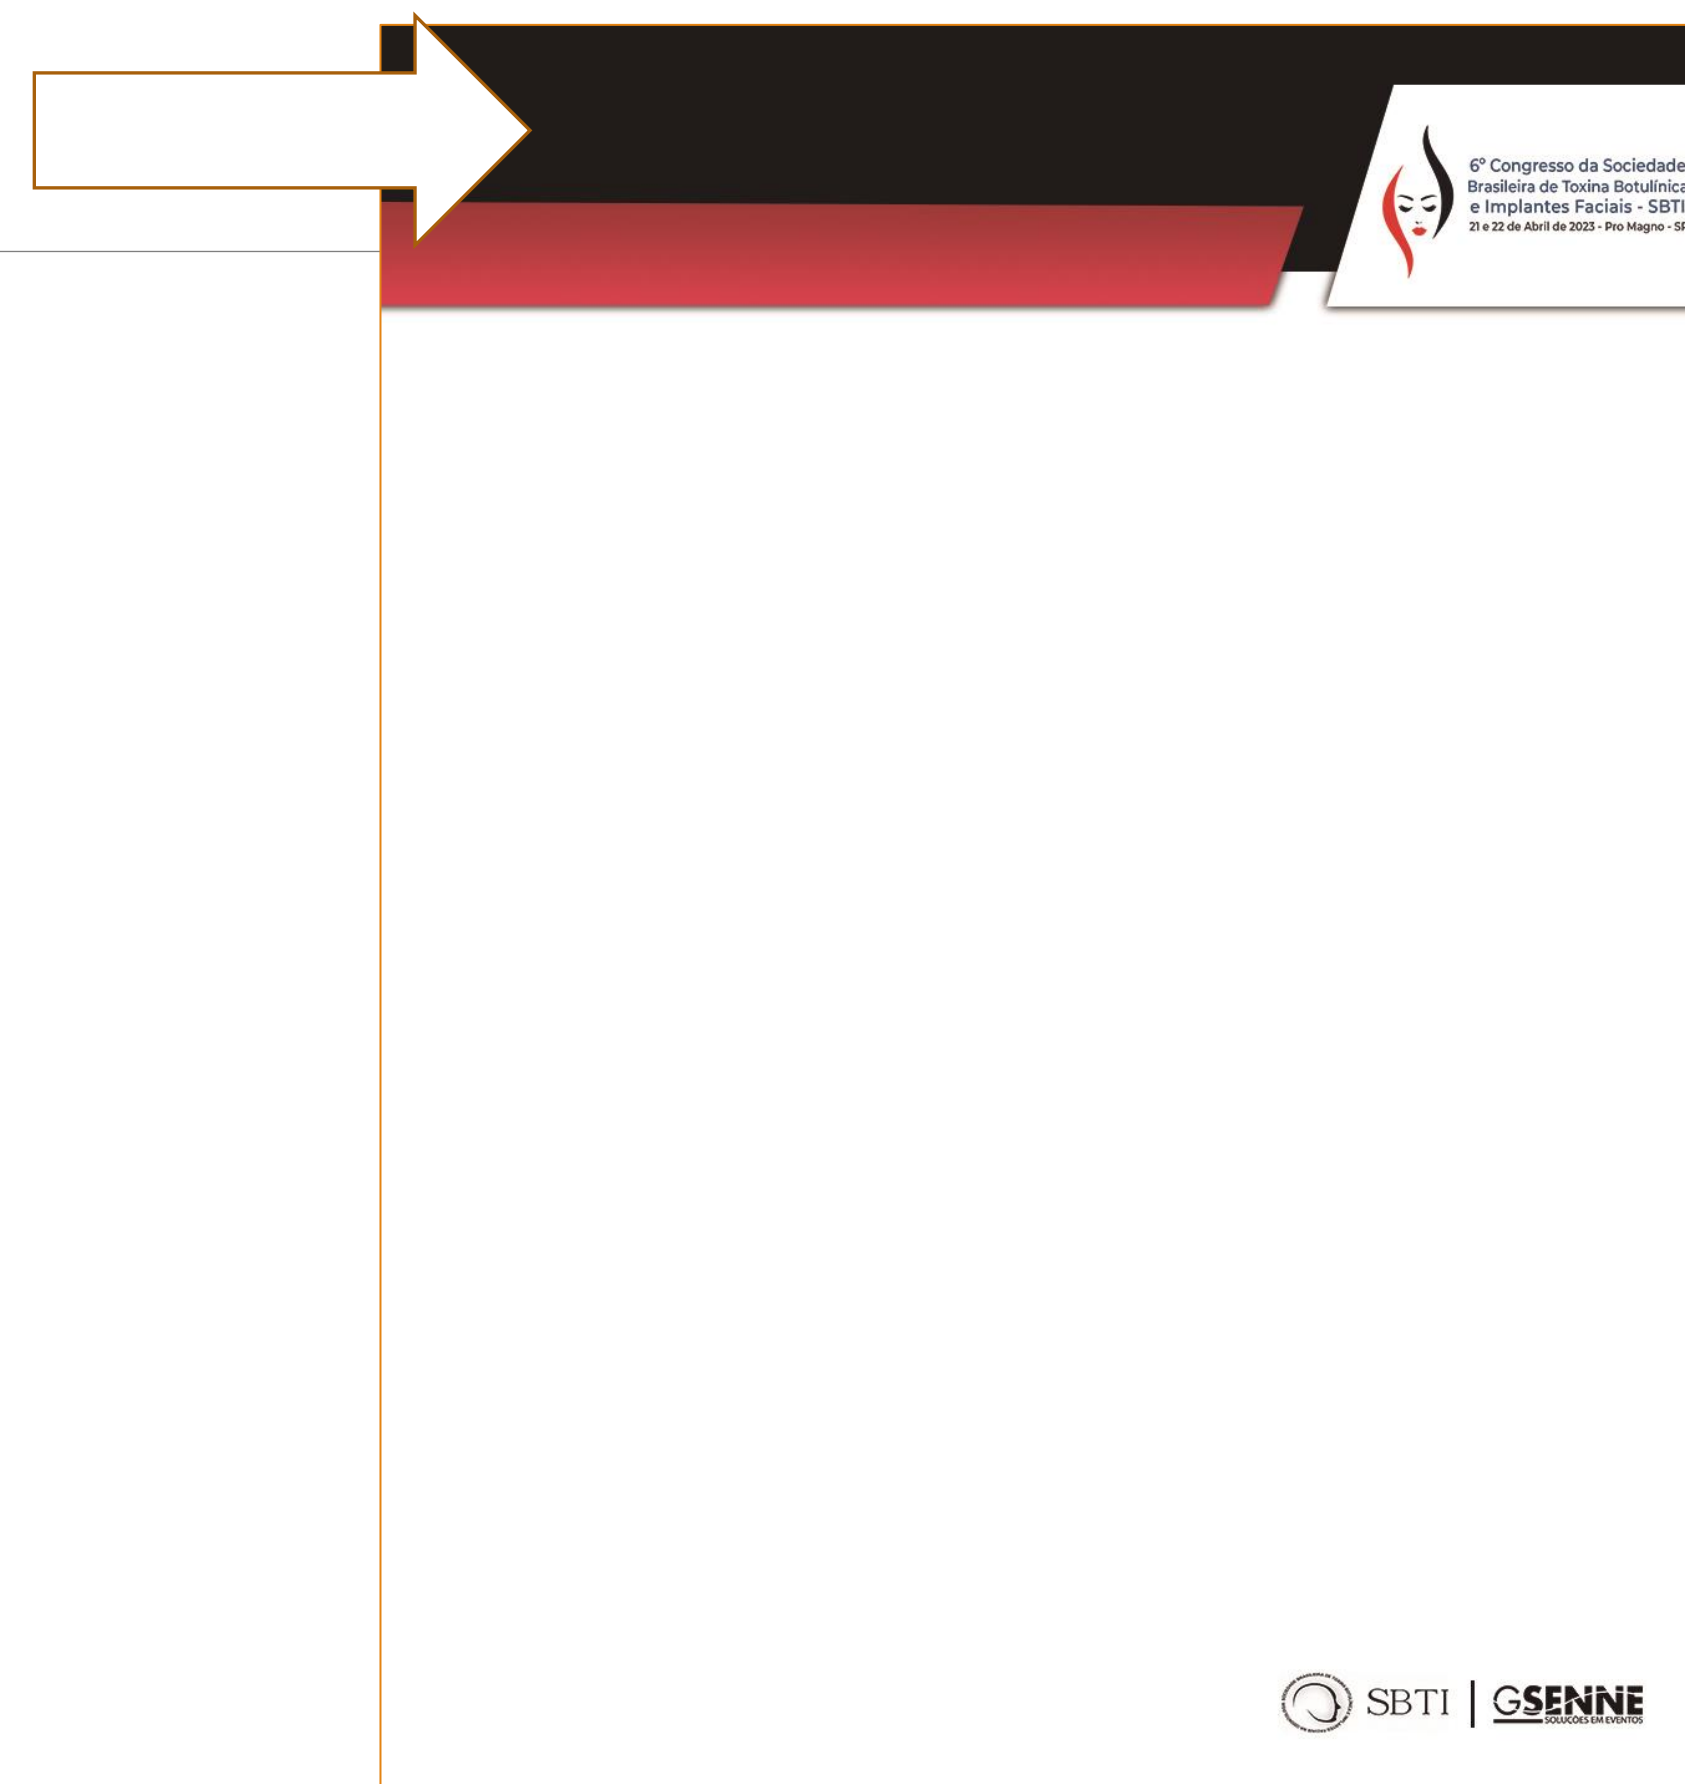 6º Congresso da Sociedade
Brasileira de Toxina Botulínica
e Implantes Faciais - SBTI
21 e 22 de Abril de 2023 - Pro Magno - SP
SBTI
GSENNE
SOLUÇÕES EM EVENTOS